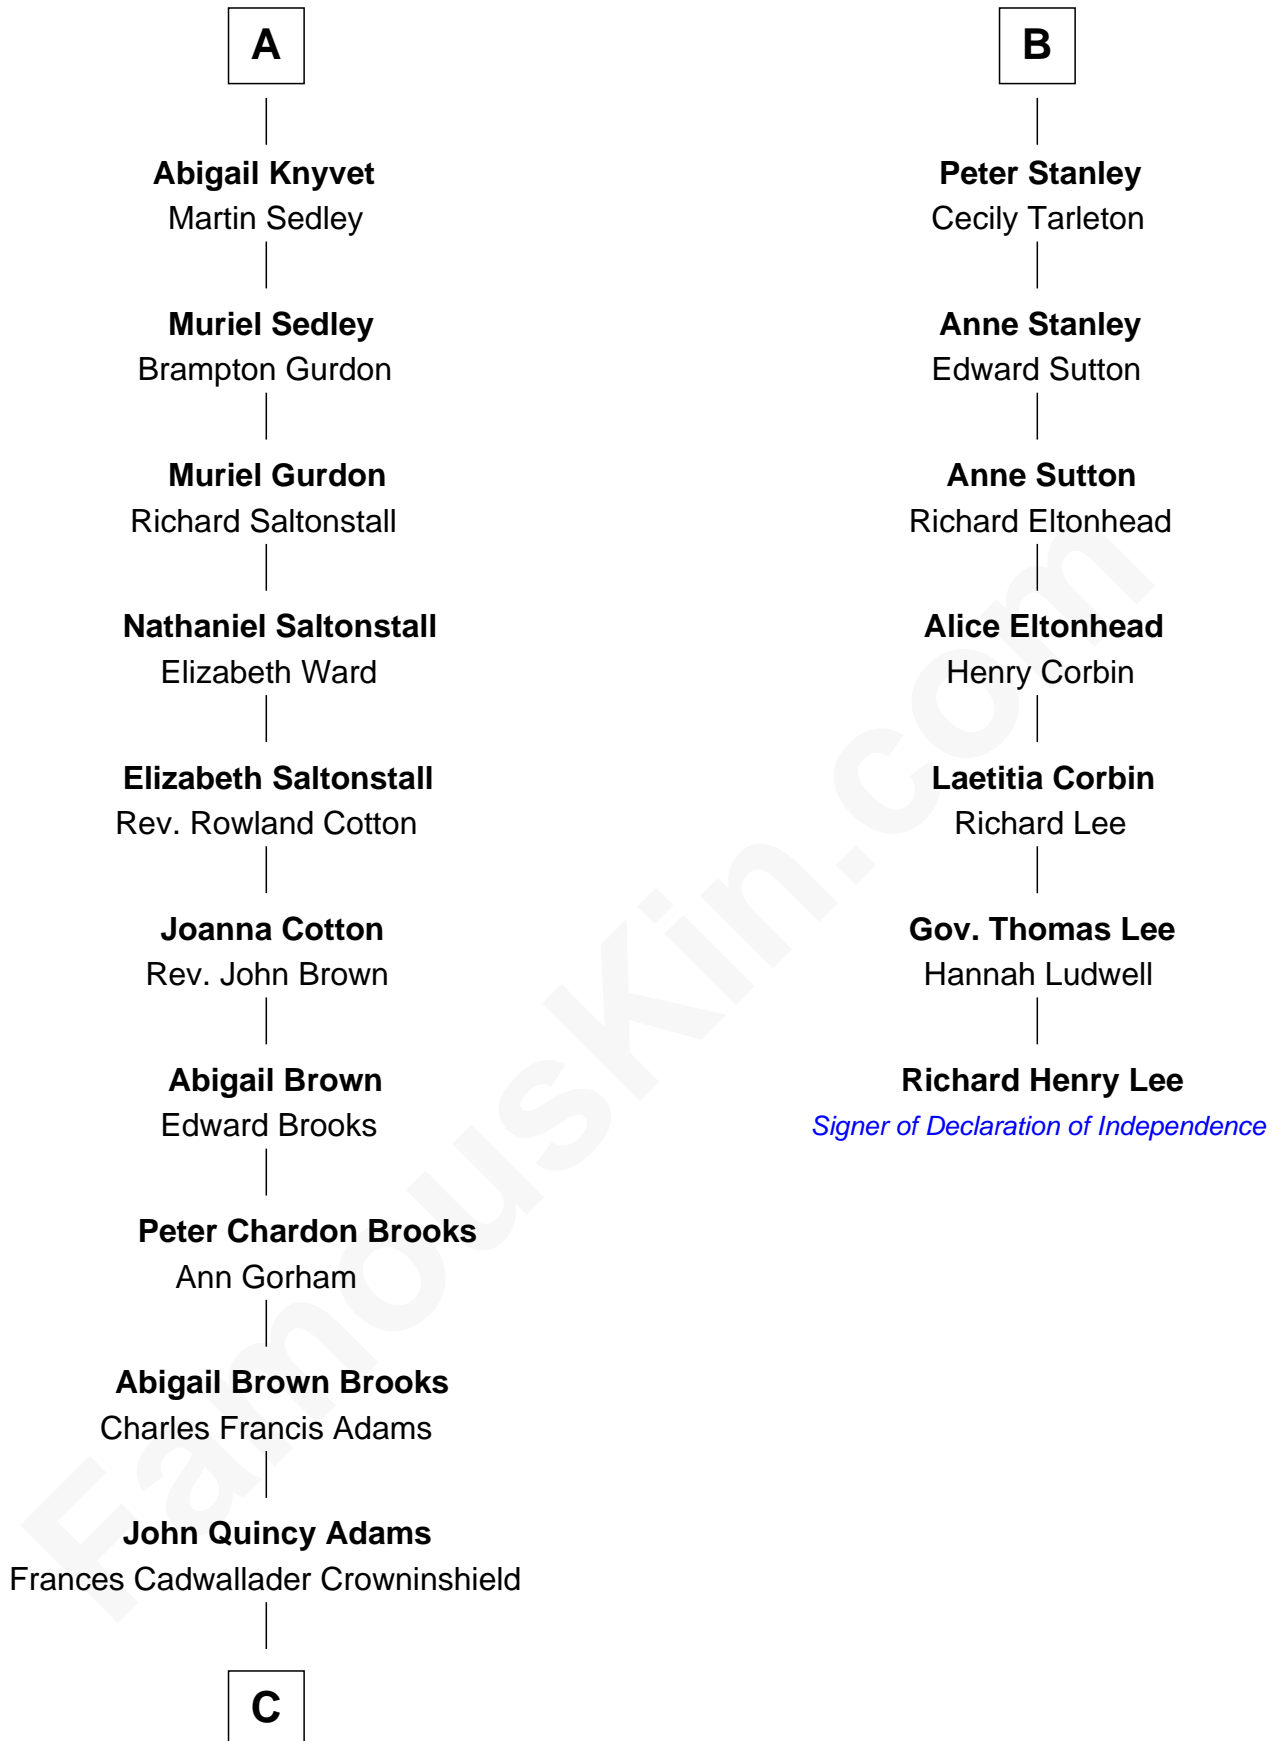 A
Abigail Knyvet
Martin Sedley
Muriel Sedley
Brampton Gurdon
Muriel Gurdon
Richard Saltonstall
Nathaniel Saltonstall
Elizabeth Ward
Elizabeth Saltonstall
Rev. Rowland Cotton
Joanna Cotton
Rev. John Brown
Abigail Brown
Edward Brooks
Peter Chardon Brooks
Ann Gorham
Abigail Brown Brooks
Charles Francis Adams
John Quincy Adams
Frances Cadwallader Crowninshield
C
B
Peter Stanley
Cecily Tarleton
Anne Stanley
Edward Sutton
Anne Sutton
Richard Eltonhead
Alice Eltonhead
Henry Corbin
Laetitia Corbin
Richard Lee
Gov. Thomas Lee
Hannah Ludwell
Richard Henry Lee
Signer of Declaration of Independence
FamousKin.com